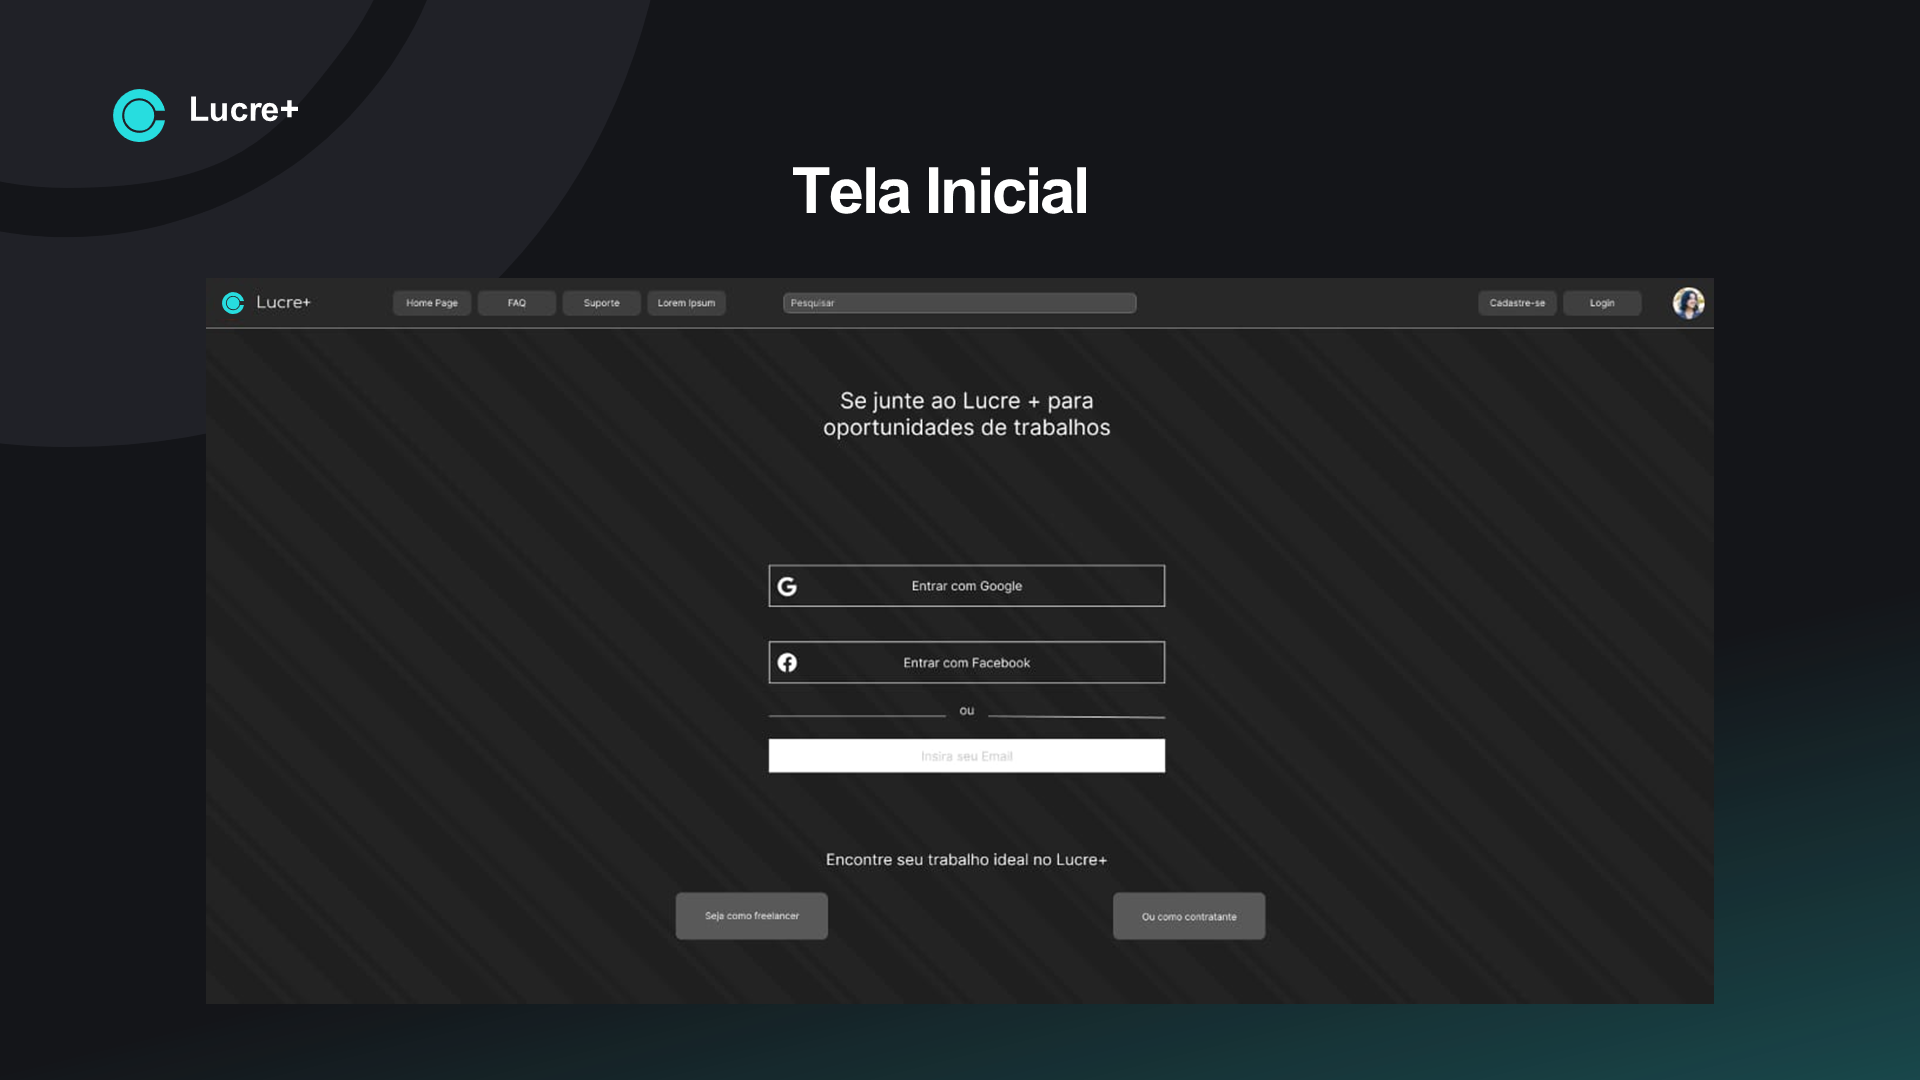 Lucre+
Tela Inicial
Lucre+
Home Page
FAQ
Suporte
Lorem Ipsum
Pesquisar
Cadastre-se
Login
Se junte ao Lucre + para
oportunidades de trabalhos
Entrar com Google
Entrar com Facebook
ou
Insira seu Email
Encontre seu trabalho ideal no Lucre+
Seja como freelancer
Ou como contratante